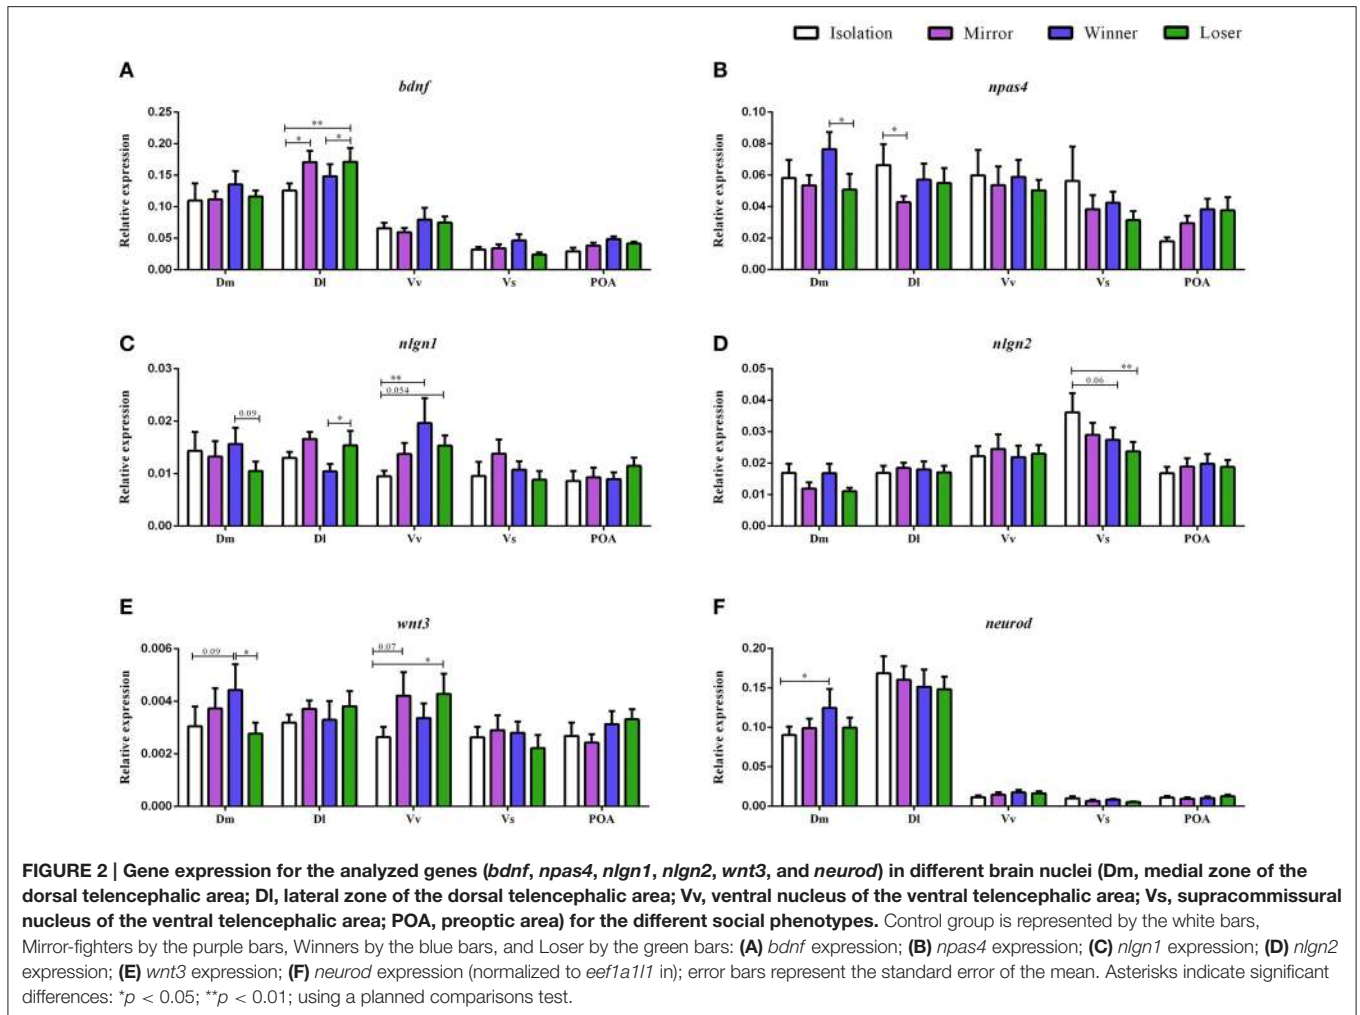 Isolation Mirror Winner Loser
A
bdnf
Relative expression
0.25
0.20
0.15
0.10
0.05
0.00
**
* *
Dm Dl Vv Vs POA
B
npas4
Relative expression
0.10
0.08
0.06
0.04
0.02
0.00
*
*
Dm Dl Vv Vs POA
C
nlgn1
Relative expression
0.03
0.02
0.01
0.00
0.09
*
**
0.054
Dm Dl Vv Vs POA
D
nlgn2
Relative expression
0.05
0.04
0.03
0.02
0.01
0.00
**
0.06
Dm Dl Vv Vs POA
E
wnt3
Relative expression
0.006
0.004
0.002
0.000
0.09 *
0.07
*
Dm Dl Vv Vs POA
F
neurod
Relative expression
0.20
0.15
0.10
0.05
0.00
*
Dm Dl Vv Vs POA
FIGURE 2 | Gene expression for the analyzed genes (bdnf, npas4, nlgn1, nlgn2, wnt3, and neurod) in different brain nuclei (Dm, medial zone of the
dorsal telencephalic area; Dl, lateral zone of the dorsal telencephalic area; Vv, ventral nucleus of the ventral telencephalic area; Vs, supracommissural
nucleus of the ventral telencephalic area; POA, preoptic area) for the different social phenotypes. Control group is represented by the white bars,
Mirror-fighters by the purple bars, Winners by the blue bars, and Loser by the green bars: (A) bdnf expression; (B) npas4 expression; (C) nlgn1 expression; (D) nlgn2
expression; (E) wnt3 expression; (F) neurod expression (normalized to eef1a1l1 in); error bars represent the standard error of the mean. Asterisks indicate significant
differences: *p < 0.05; **p < 0.01; using a planned comparisons test.